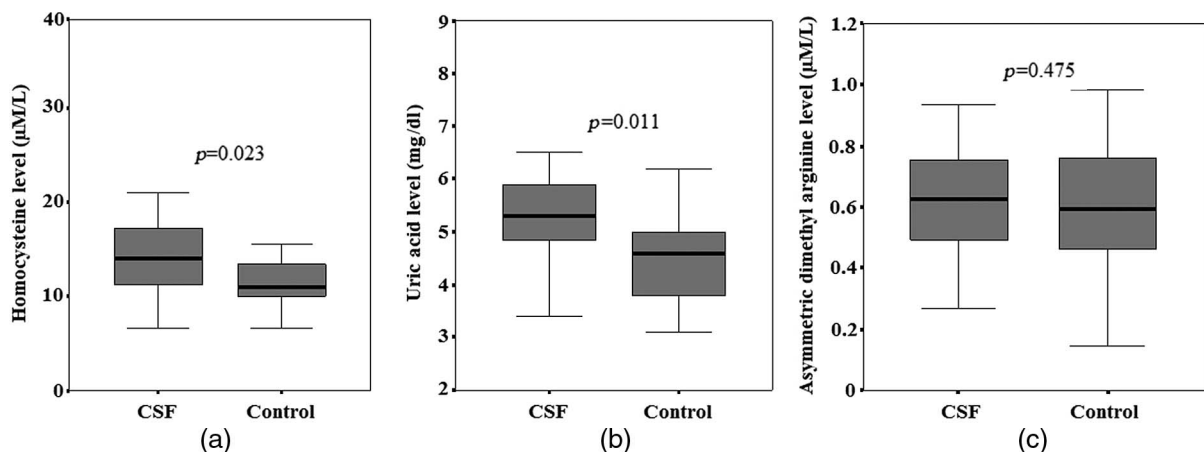 Homocysteine level (μM/L)
40
30
20
10
0
p=0.023
CSF
Control
(a)
Uric acid level (mg/dl)
9
8
7
6
5
4
3
2
p=0.011
CSF
Control
(b)
Asymmetric dimethyl arginine level (μM/L)
1.2
1.0
0.8
0.6
0.4
0.2
0
p=0.475
CSF
Control
(c)